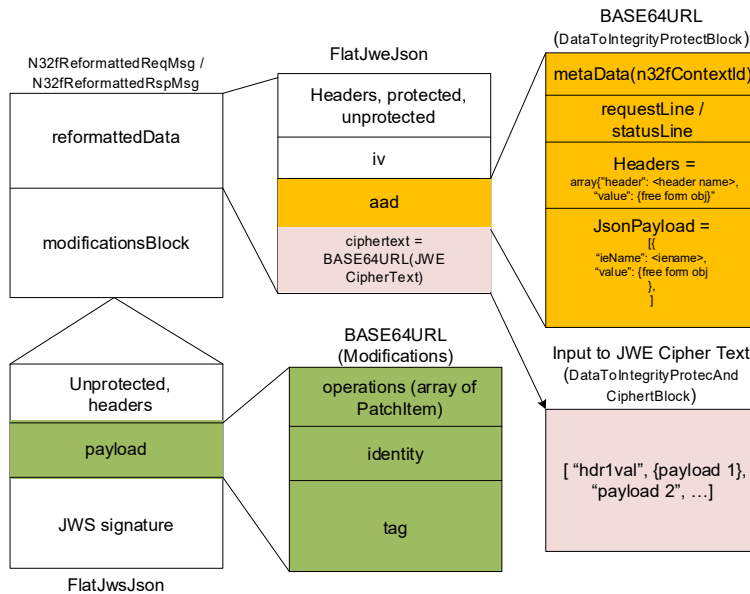 N32fReformattedReqMsg /
N32fReformattedRspMsg
reformattedData
modificationsBlock
FlatJweJson
Headers, protected,
unprotected
iv
aad
ciphertext =
BASE64URL(JWE
CipherText)
BASE64URL
(DataToIntegrityProtectBlock)
metaData(n32fContextId)
requestLine /
statusLine
Headers =
array{"header": <header name>,
“value": {free form obj}"
JsonPayload =
[{
“ieName": <iename>,
“value": {free form obj
},
]
Unprotected,
headers
payload
JWS signature
FlatJwsJson
BASE64URL
(Modifications)
operations (array of
PatchItem)
identity
tag
Input to JWE Cipher Text
(DataToIntegrityProtecAnd
CiphertBlock)
[ “hdr1val”, {payload 1},
“payload 2”, …]